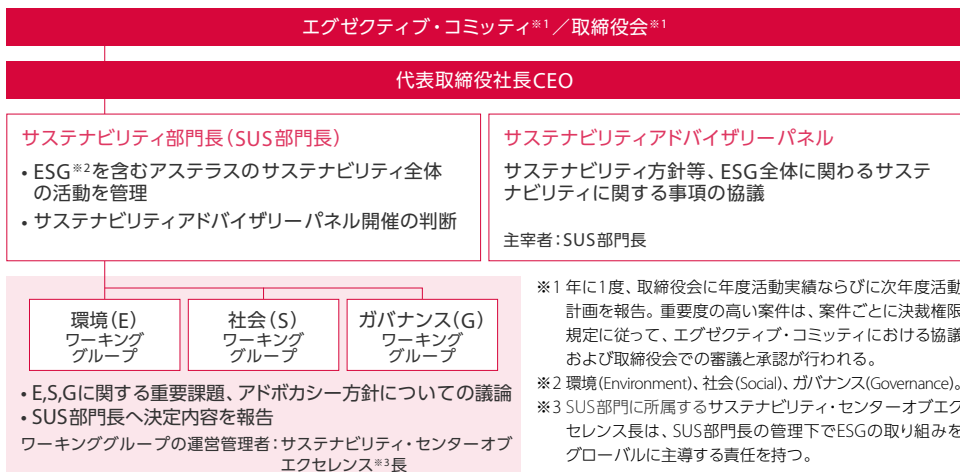 エグゼクティブ・コミッティ※1／取締役会※1
代表取締役社長CEO
サステナビリティ部門長（SUS部門長）
• ESG※2を含むアステラスのサステナビリティ全体
の活動を管理
• サステナビリティアドバイザリーパネル開催の判断
サステナビリティアドバイザリーパネル
サステナビリティ方針等、ESG全体に関わるサステ
ナビリティに関する事項の協議
主宰者：SUS部門長
環境（E）
ワーキング
グループ
社会（S）
ワーキング
グループ
ガバナンス（G）
ワーキング
グループ
• E,S,Gに関する重要課題、アドボカシー方針についての議論
• SUS部門長へ決定内容を報告
ワーキンググループの運営管理者：サステナビリティ・センターオブ
エクセレンス※3長
※1 年に1度、取締役会に年度活動実績ならびに次年度活動
計画を報告。重要度の高い案件は、案件ごとに決裁権限
規定に従って、エグゼクティブ・コミッティにおける協議
および取締役会での審議と承認が行われる。
※2 環境(Environment)、社会(Social)、ガバナンス(Governance)。
※3 SUS部門に所属するサステナビリティ・センターオブエク
セレンス長は、SUS部門長の管理下でESGの取り組みを
グローバルに主導する責任を持つ。